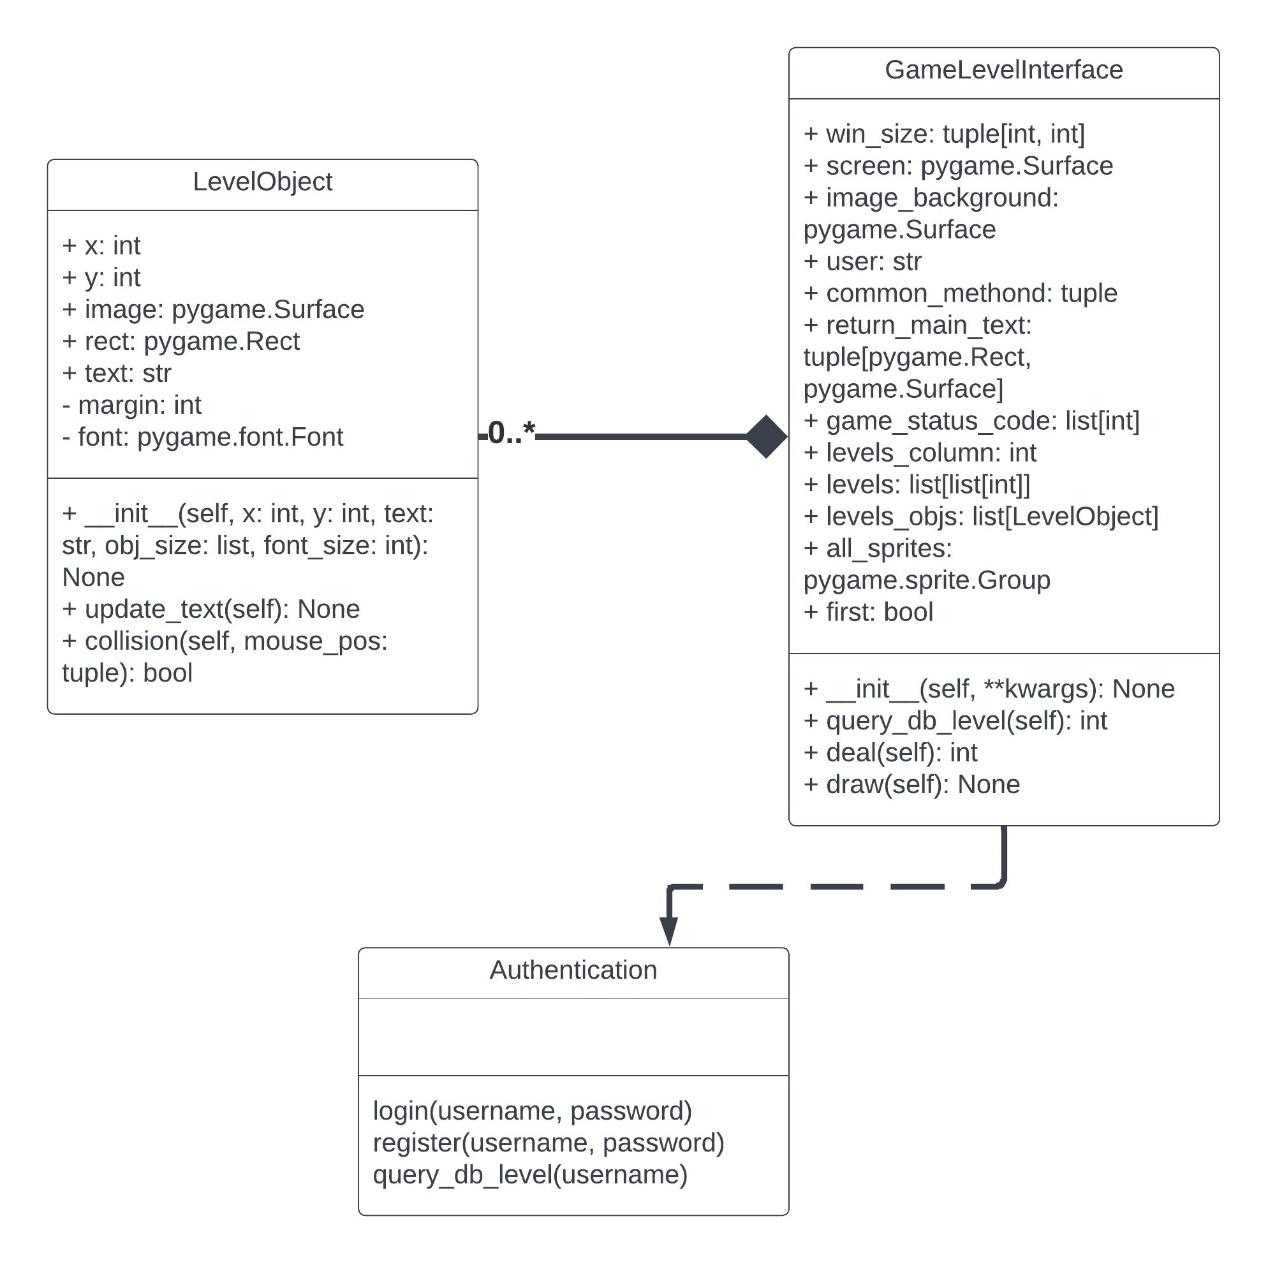 GameLevelInterface
+ win_size: tuple[int, int]
+ screen: pygame.Surface
+ image_background:
pygame.Surface
+ user: str
+ common_methond: tuple
+ return_main_text:
tuple[pygame.Rect,
pygame.Surface]
+ game_status_code: list[int]
+ levels_column: int
+ levels: list[list[int]]
+ levels_objs: list[LevelObject]
+ all_sprites:
pygame.sprite.Group
+ first: bool
+ __init__(self, **kwargs): None
+ query_db_level(self): int
+ deal(self): int
+ draw(self): None
LevelObject
+ x: int
+ y: int
+ image: pygame.Surface
+ rect: pygame.Rect
+ text: str
- margin: int
- font: pygame.font.Font
+ __init__(self, x: int, y: int, text:
str, obj_size: list, font_size: int):
None
+ update_text(self): None
+ collision(self, mouse_pos:
tuple): bool
0..*
Authentication
login(username, password)
register(username, password)
query_db_level(username)